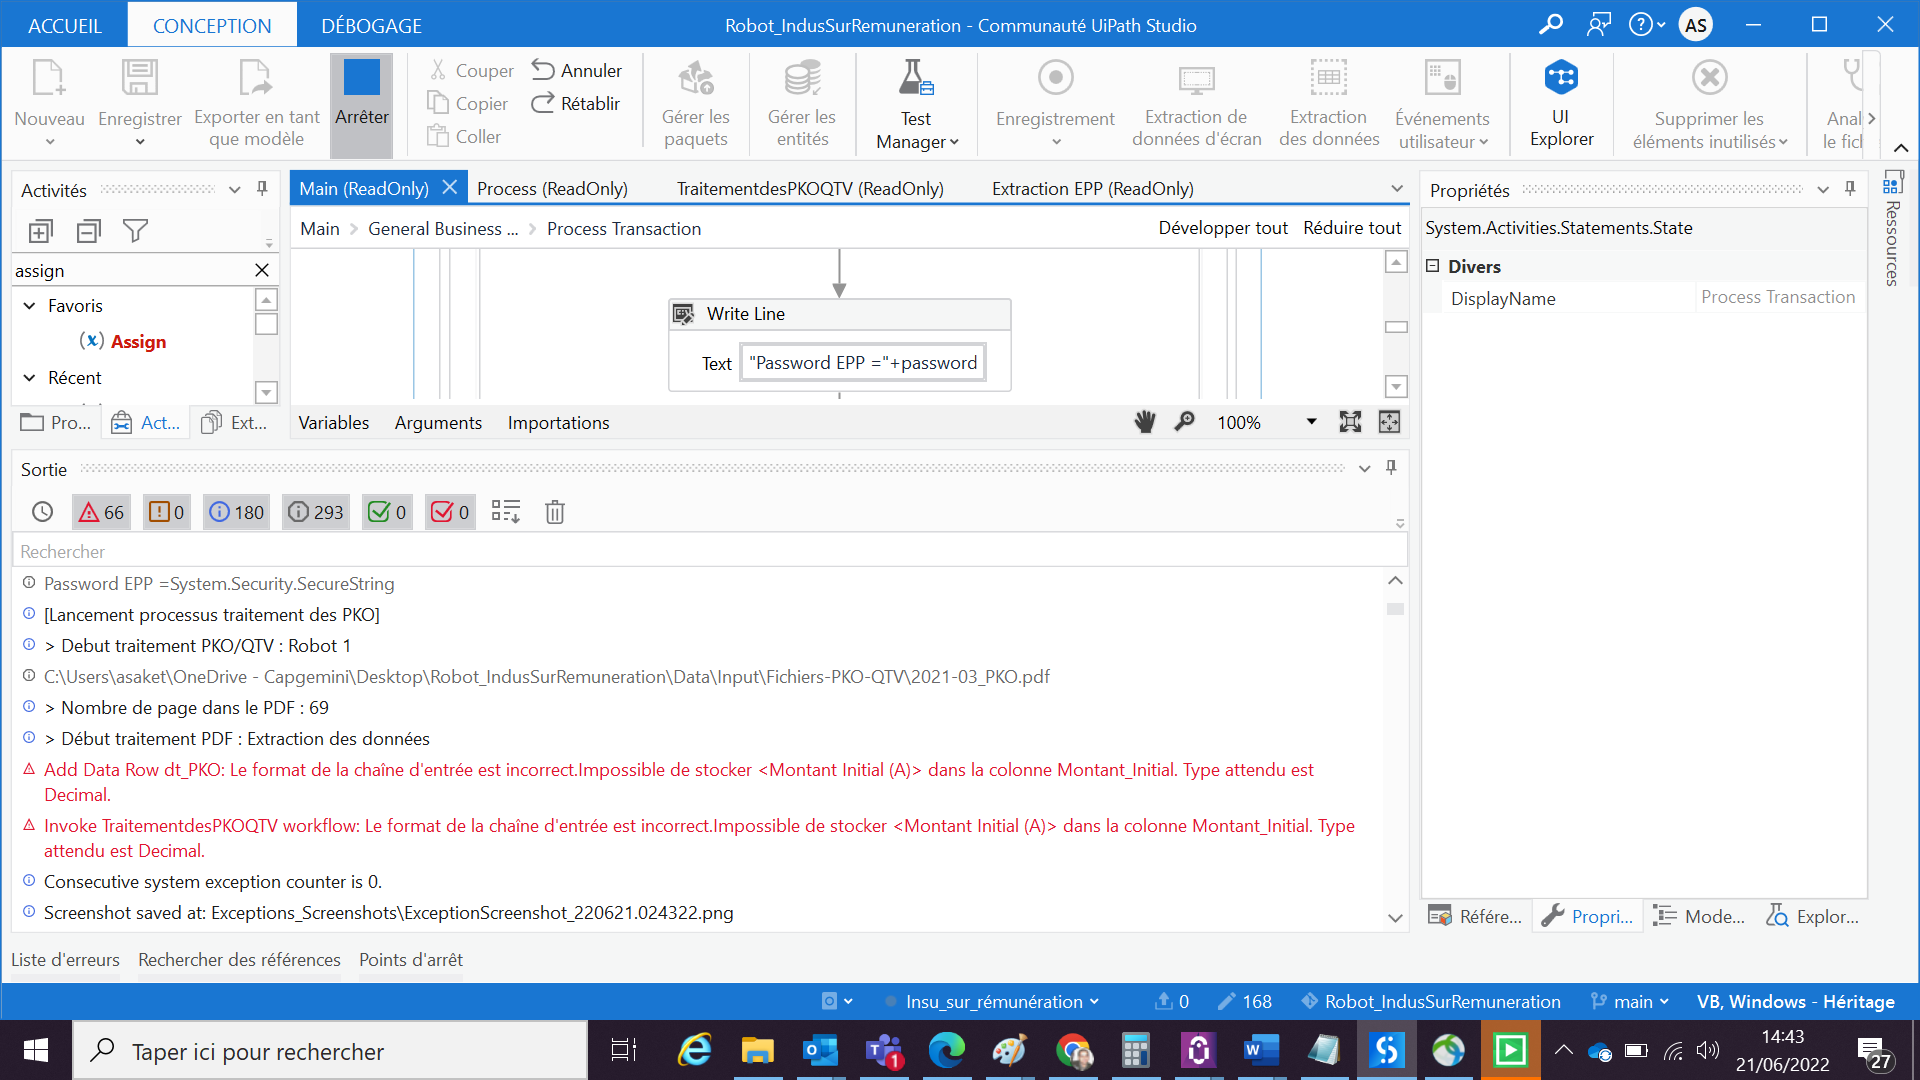 ACCUEIL CONCEPTION DÉBOGAGE Robot_IndusSurRemuneration - Communauté UiPath Studio AS
Nouveau Enregistrer Exporter en tant que modèle Arrêter
Couper Annuler
Copier Rétablir
Coller
Gérer les paquets
Gérer les entités
Test Manager
Enregistrement
Extraction de données d'écran
Extraction des données
Événements utilisateur
UI Explorer
Supprimer les éléments inutilisés
Anal
le fich
Activités
assign
Favoris
(x) Assign
Récent
Pro... Act... Ext...
Main (ReadOnly) Process (ReadOnly) TraitementdesPKOQTV (ReadOnly) Extraction EPP (ReadOnly)
Main General Business ... Process Transaction Développer tout Réduire tout
Write Line
Text "Password EPP ="+password
Variables Arguments Importations 100%
Propriétés
System.Activities.Statements.State
Divers
DisplayName Process Transaction
Ressources
Sortie
66 0 180 293 0 0
Rechercher
Password EPP =System.Security.SecureString
[Lancement processus traitement des PKO]
> Debut traitement PKO/QTV : Robot 1
C:\Users\asaket\OneDrive - Capgemini\Desktop\Robot_IndusSurRemuneration\Data\Input\Fichiers-PKO-QTV\2021-03_PKO.pdf
> Nombre de page dans le PDF : 69
> Début traitement PDF : Extraction des données
Add Data Row dt_PKO: Le format de la chaîne d'entrée est incorrect.Impossible de stocker <Montant Initial (A)> dans la colonne Montant_Initial. Type attendu est
Decimal.
Invoke TraitementdesPKOQTV workflow: Le format de la chaîne d'entrée est incorrect.Impossible de stocker <Montant Initial (A)> dans la colonne Montant_Initial. Type
attendu est Decimal.
Consecutive system exception counter is 0.
Screenshot saved at: Exceptions_Screenshots\ExceptionScreenshot_220621.024322.png
Référe... Propri... Mode... Explor...
Liste d'erreurs Rechercher des références Points d'arrêt
Insu_sur_rémunération 0 168 Robot_IndusSurRemuneration main VB, Windows - Héritage
Taper ici pour rechercher
1
14:43
21/06/2022
27